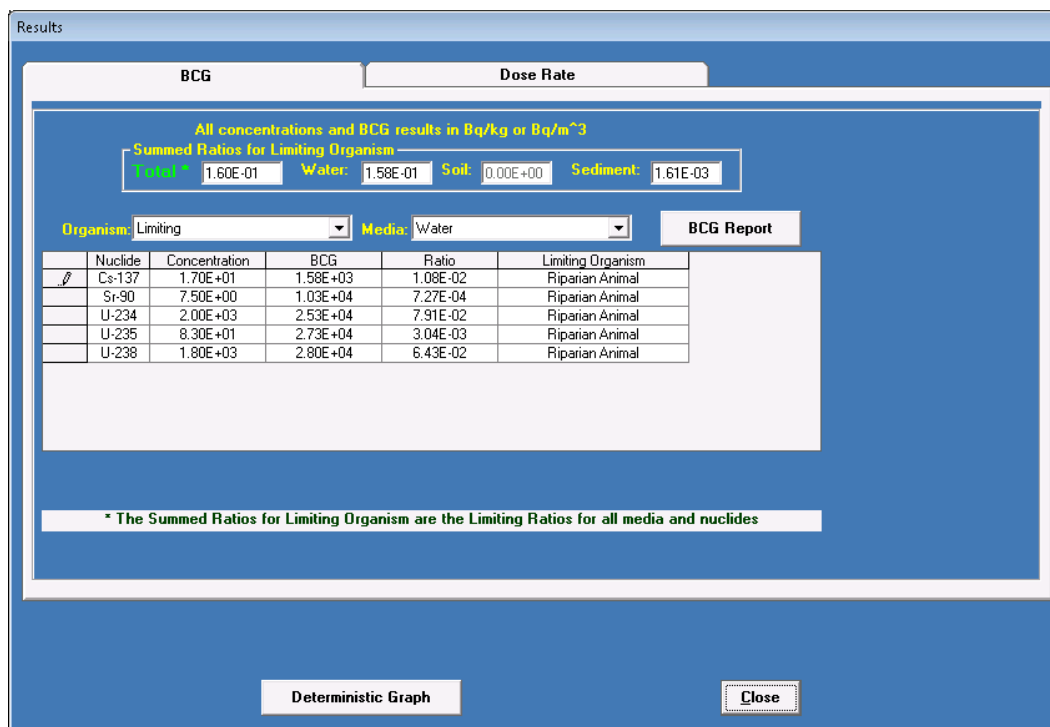 Results
BCG Dose Rate
All concentrations and BCG results in Bq/kg or Bq/m^3
Summed Ratios for Limiting Organism
Total * 1.60E-01 Water: 1.58E-01 Soil: 0.00E+00 Sediment: 1.61E-03
Organism: Limiting Media: Water BCG Report
Nuclide Concentration BCG Ratio Limiting Organism
Cs-137 1.70E+01 1.58E+03 1.08E-02 Riparian Animal
Sr-90 7.50E+00 1.03E+04 7.27E-04 Riparian Animal
U-234 2.00E+03 2.53E+04 7.91E-02 Riparian Animal
U-235 8.30E+01 2.73E+04 3.04E-03 Riparian Animal
U-238 1.80E+03 2.80E+04 6.43E-02 Riparian Animal
* The Summed Ratios for Limiting Organism are the Limiting Ratios for all media and nuclides
Deterministic Graph Close